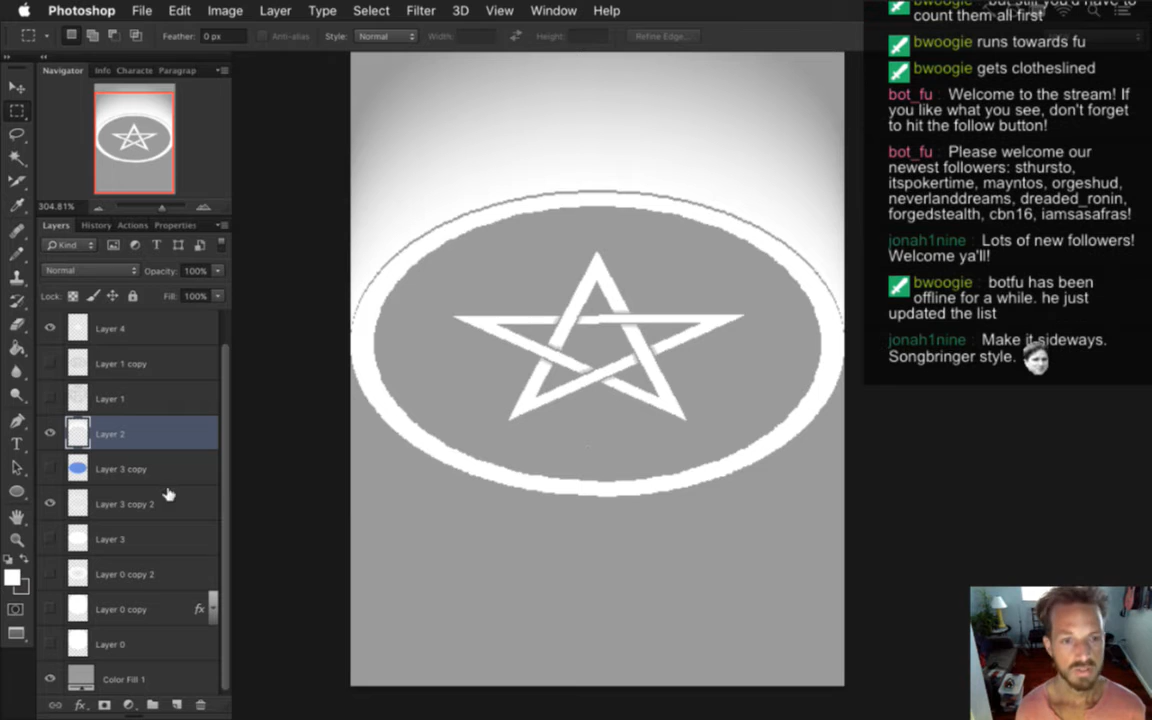 Photoshop File Edit Image Layer Type Select Filter 3D View Window Help
Feather: 0 px Anti-alias Style: Normal Width: Height: Refine Edge...
Navigator Info Characte Paragrap
304.81%
Layers History Actions Properties
Kind
Normal Opacity: 100%
Lock: Fill: 100%
Layer 4
Layer 1 copy
Layer 1
Layer 2
Layer 3 copy
Layer 3 copy 2
Layer 3
Layer 0 copy 2
Layer 0 copy fx
Layer 0
Color Fill 1
fx
count them all first
bwoogie runs towards fu
bwoogie gets clotheslined
bot_fu : Welcome to the stream! If
you like what you see, don't forget
to hit the follow button!
bot_fu : Please welcome our
newest followers: sthursto,
itspokertime, mayntos, orgeshud,
neverlanddreams, dreaded_ronin,
forgedstealth, cbn16, iamsasafras!
jonah1nine : Lots of new followers!
Welcome ya'll!
bwoogie : botfu has been
offline for a while. he just
updated the list
jonah1nine : Make it sideways.
Songbringer style.